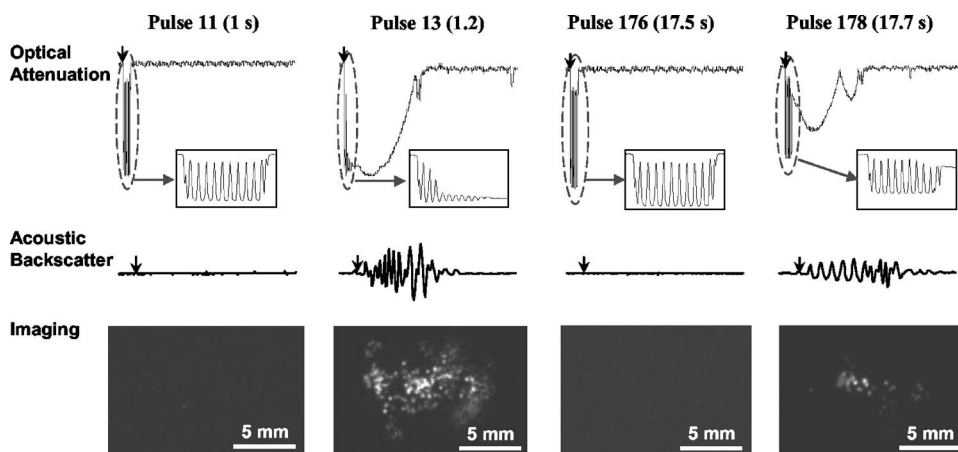 Pulse 11 (1 s) Pulse 13 (1.2) Pulse 176 (17.5 s) Pulse 178 (17.7 s)
Optical
Attenuation
Acoustic
Backscatter
Imaging
5 mm 5 mm 5 mm 5 mm